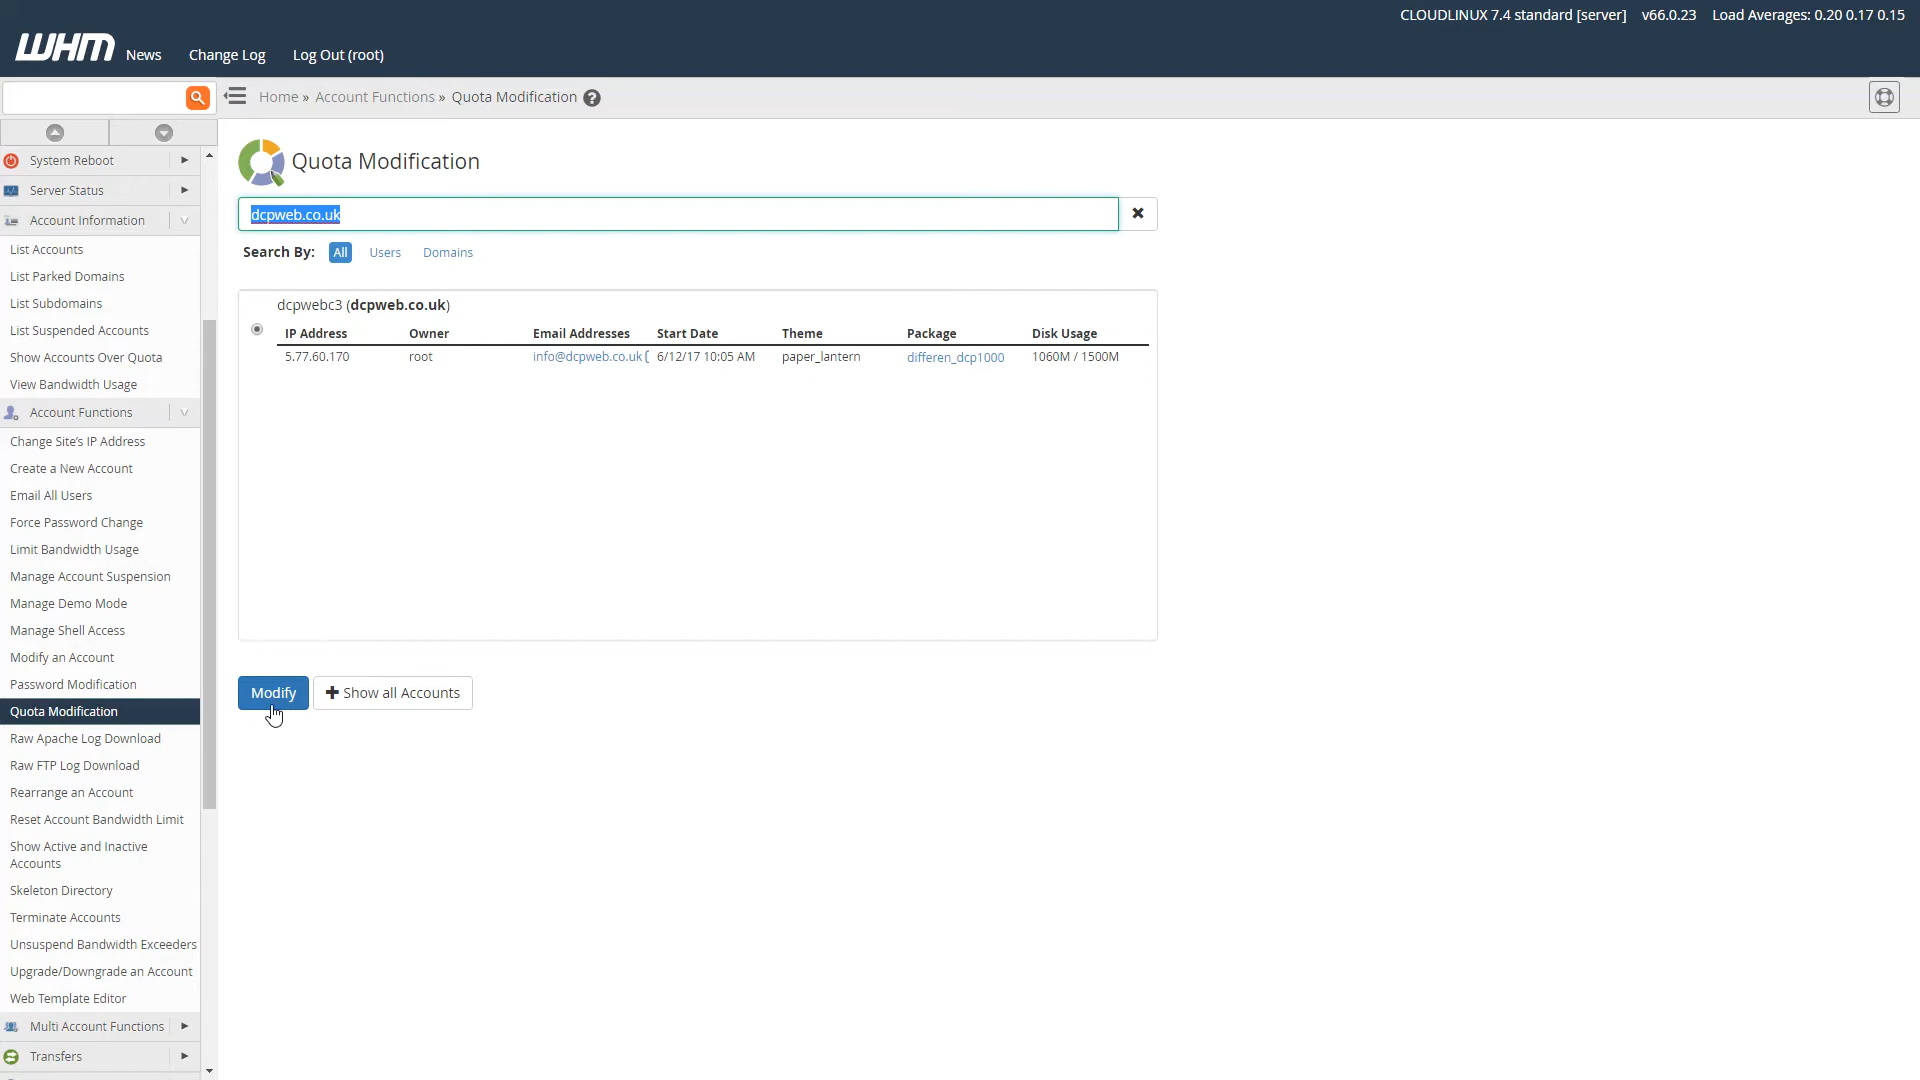 CLOUDLINUX 7.4 standard [server] v66.0.23 Load Averages: 0.20 0.17 0.15
WHM News Change Log Log Out (root)
Home » Account Functions » Quota Modification
System Reboot
Server Status
Account Information
List Accounts
List Parked Domains
List Subdomains
List Suspended Accounts
Show Accounts Over Quota
View Bandwidth Usage
Account Functions
Change Site's IP Address
Create a New Account
Email All Users
Force Password Change
Limit Bandwidth Usage
Manage Account Suspension
Manage Demo Mode
Manage Shell Access
Modify an Account
Password Modification
Quota Modification
Raw Apache Log Download
Raw FTP Log Download
Rearrange an Account
Reset Account Bandwidth Limit
Show Active and Inactive
Accounts
Skeleton Directory
Terminate Accounts
Unsuspend Bandwidth Exceeders
Upgrade/Downgrade an Account
Web Template Editor
Multi Account Functions
Transfers
Quota Modification
dcpweb.co.uk
Search By: All Users Domains
dcpwebc3 (dcpweb.co.uk)
IP Address Owner Email Addresses Start Date Theme Package Disk Usage
5.77.60.170 root info@dcpweb.co.uk 6/12/17 10:05 AM paper_lantern differen_dcp1000 1060M / 1500M
Modify Show all Accounts